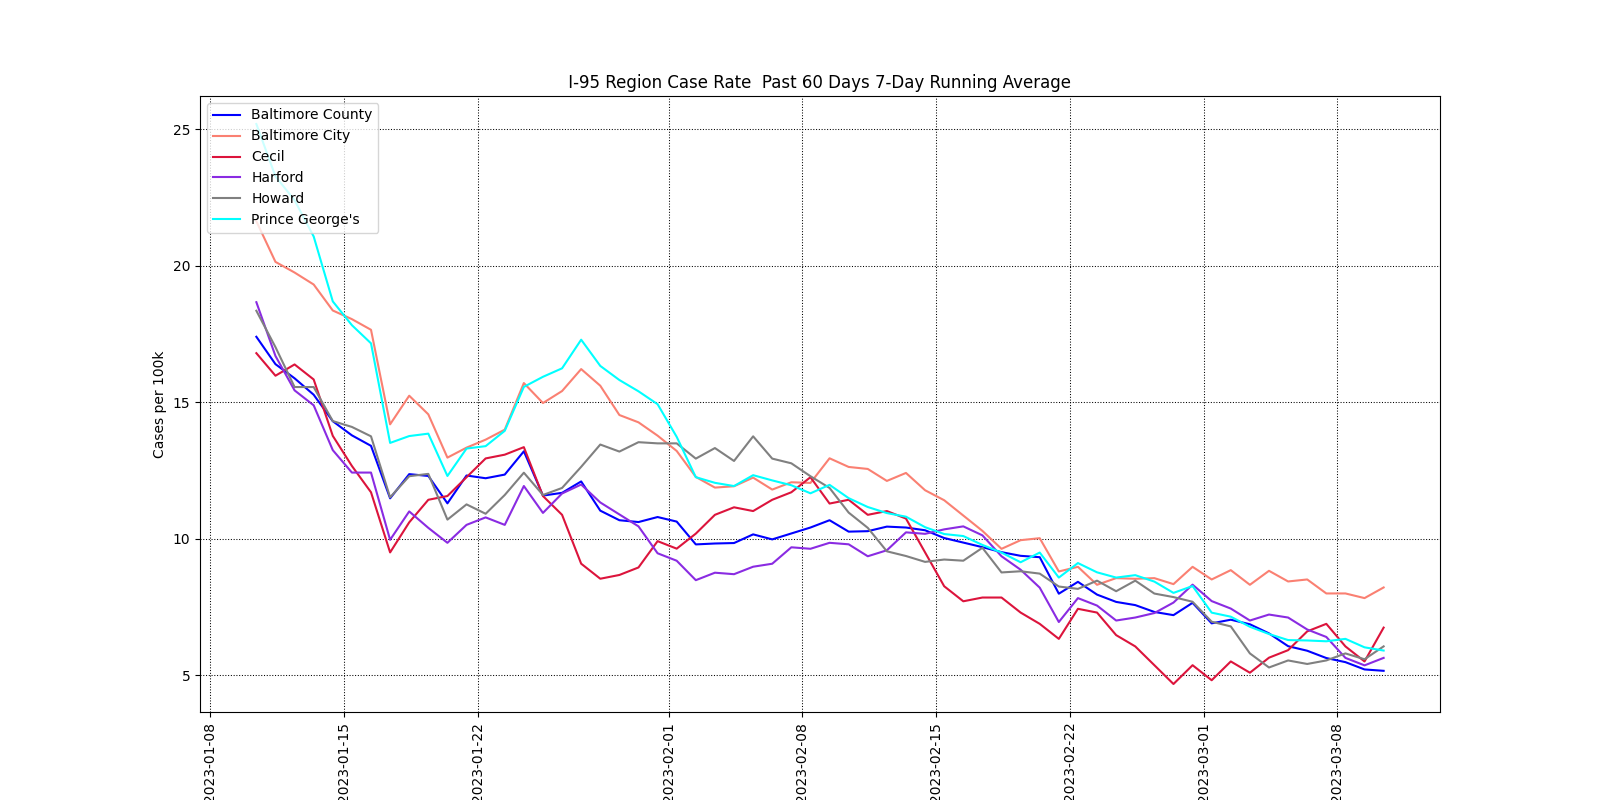 I-95 Region Case Rate  Past 60 Days 7-Day Running Average
Baltimore County
Baltimore City
Cecil
Harford
Howard
Prince George's
Cases per 100k
25
20
15
10
5
2023-01-08
2023-01-15
2023-01-22
2023-02-01
2023-02-08
2023-02-15
2023-02-22
2023-03-01
2023-03-08